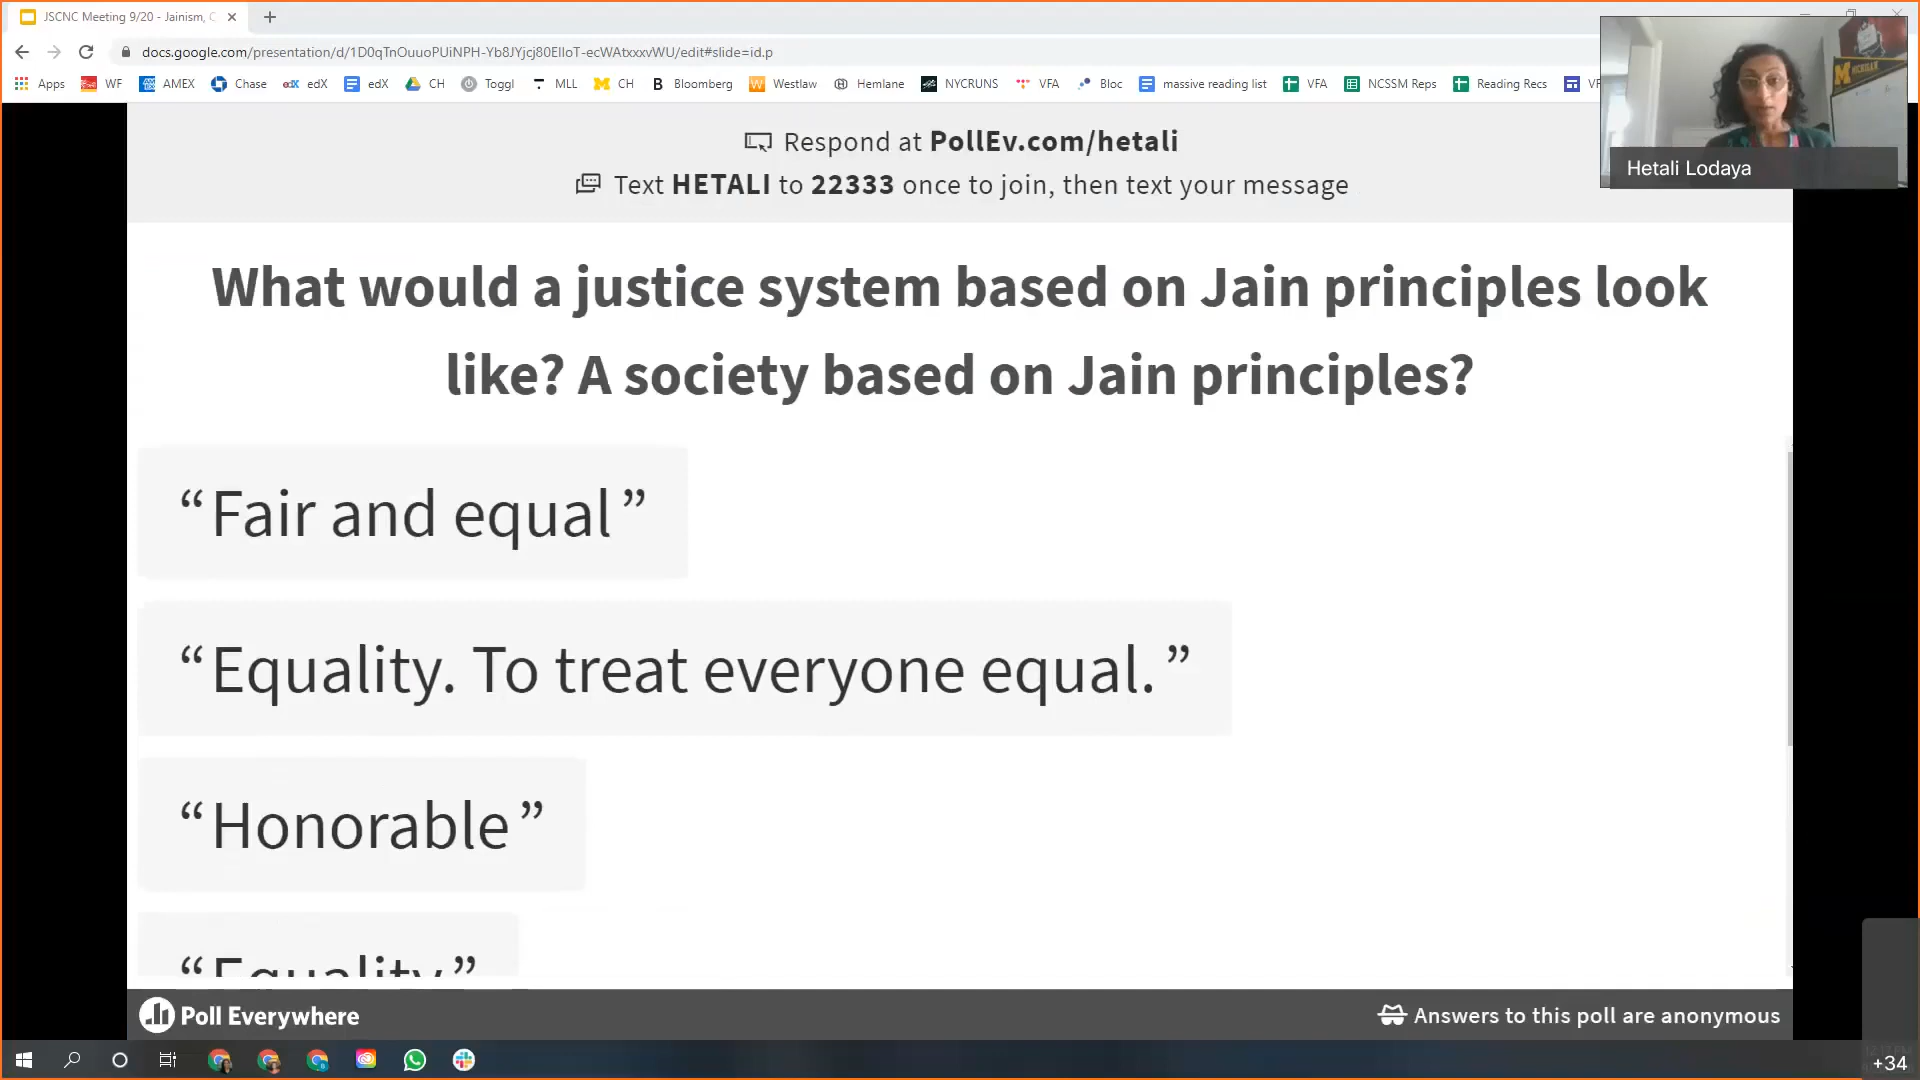 JSCNC Meeting 9/20 - Jainism,
docs.google.com/presentation/d/1D0qTnOuuoPUiNPH-Yb8JYjcj80EIIoT-ecWAtxxxvWU/edit#slide=id.p
Apps WF AMEX Chase edX edX CH Toggl MLL CH Bloomberg Westlaw Hemlane NYCRUNS VFA Bloc massive reading list VFA NCSSM Reps Reading Recs
MICHIGAN
Hetali Lodaya
Respond at PollEv.com/hetali
Text HETALI to 22333 once to join, then text your message
What would a justice system based on Jain principles look
like? A society based on Jain principles?
“Fair and equal”
“Equality. To treat everyone equal.”
“Honorable”
“Equality”
Poll Everywhere
Answers to this poll are anonymous
+34